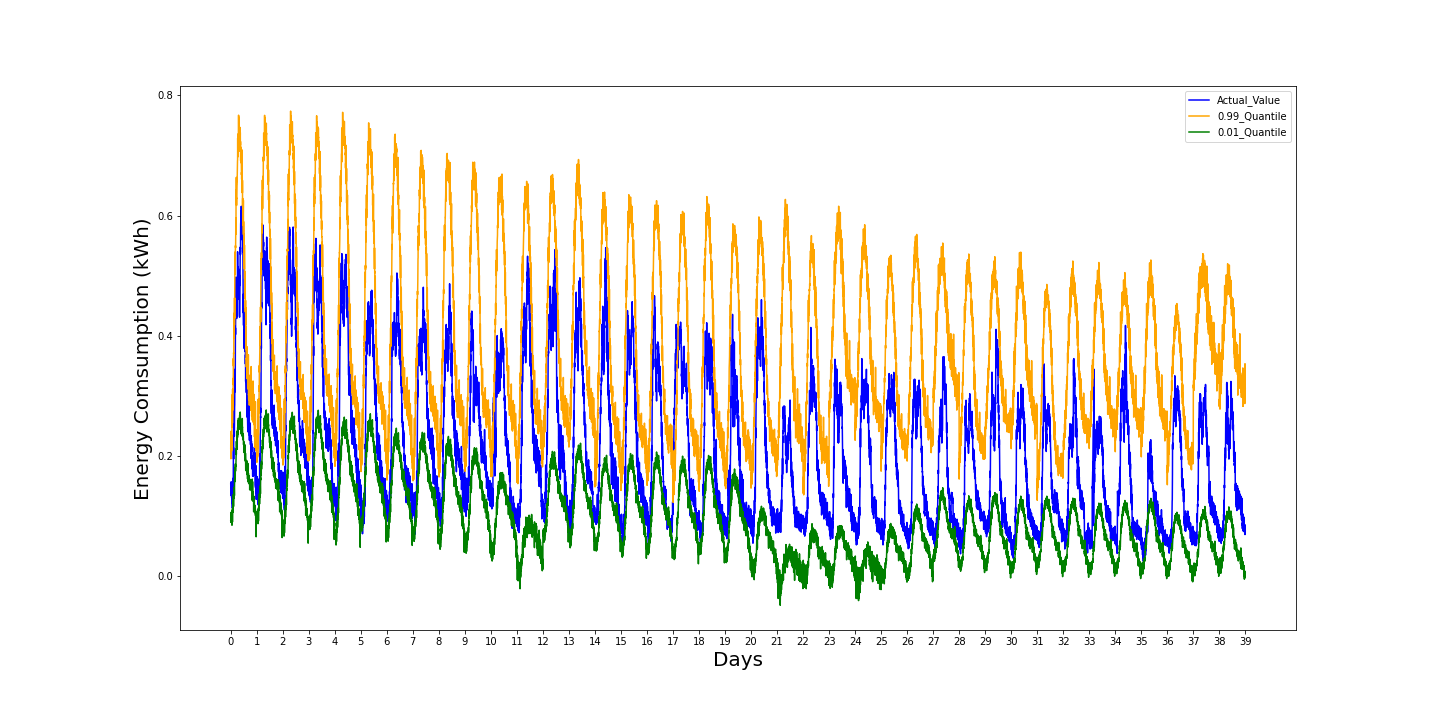 Energy Comsumption (kWh)
0.8
0.6
0.4
0.2
0.0
Actual_Value
0.99_Quantile
0.01_Quantile
0 1 2 3 4 5 6 7 8 9 10 11 12 13 14 15 16 17 18 19 20 21 22 23 24 25 26 27 28 29 30 31 32 33 34 35 36 37 38 39
Days